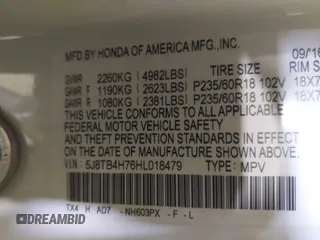 MFD.BY HONDA OF AMERICA MFG.,INC. 09/16
GVWR 2260KG (4982LBS) TIRE SIZE RIM S
GAWR F 1190KG (2623LBS) P235/60R18 102V 18X7
GAWR R 1080KG (2381LBS) P235/60R18 102V 18X7
THIS VEHICLE CONFORMS TO ALL APPLICABLE
FEDERAL MOTOR VEHICLE SAFETY AND
THEFT PREVENTION STANDARDS IN EFFECT ON
THE DATE OF MANUFACTURE SHOWN ABOVE.
V.I.N.: 5J8TB4H76HL018479 TYPE: MPV
TX4 H AD7 -NH603PX -F -L
DREAMBID